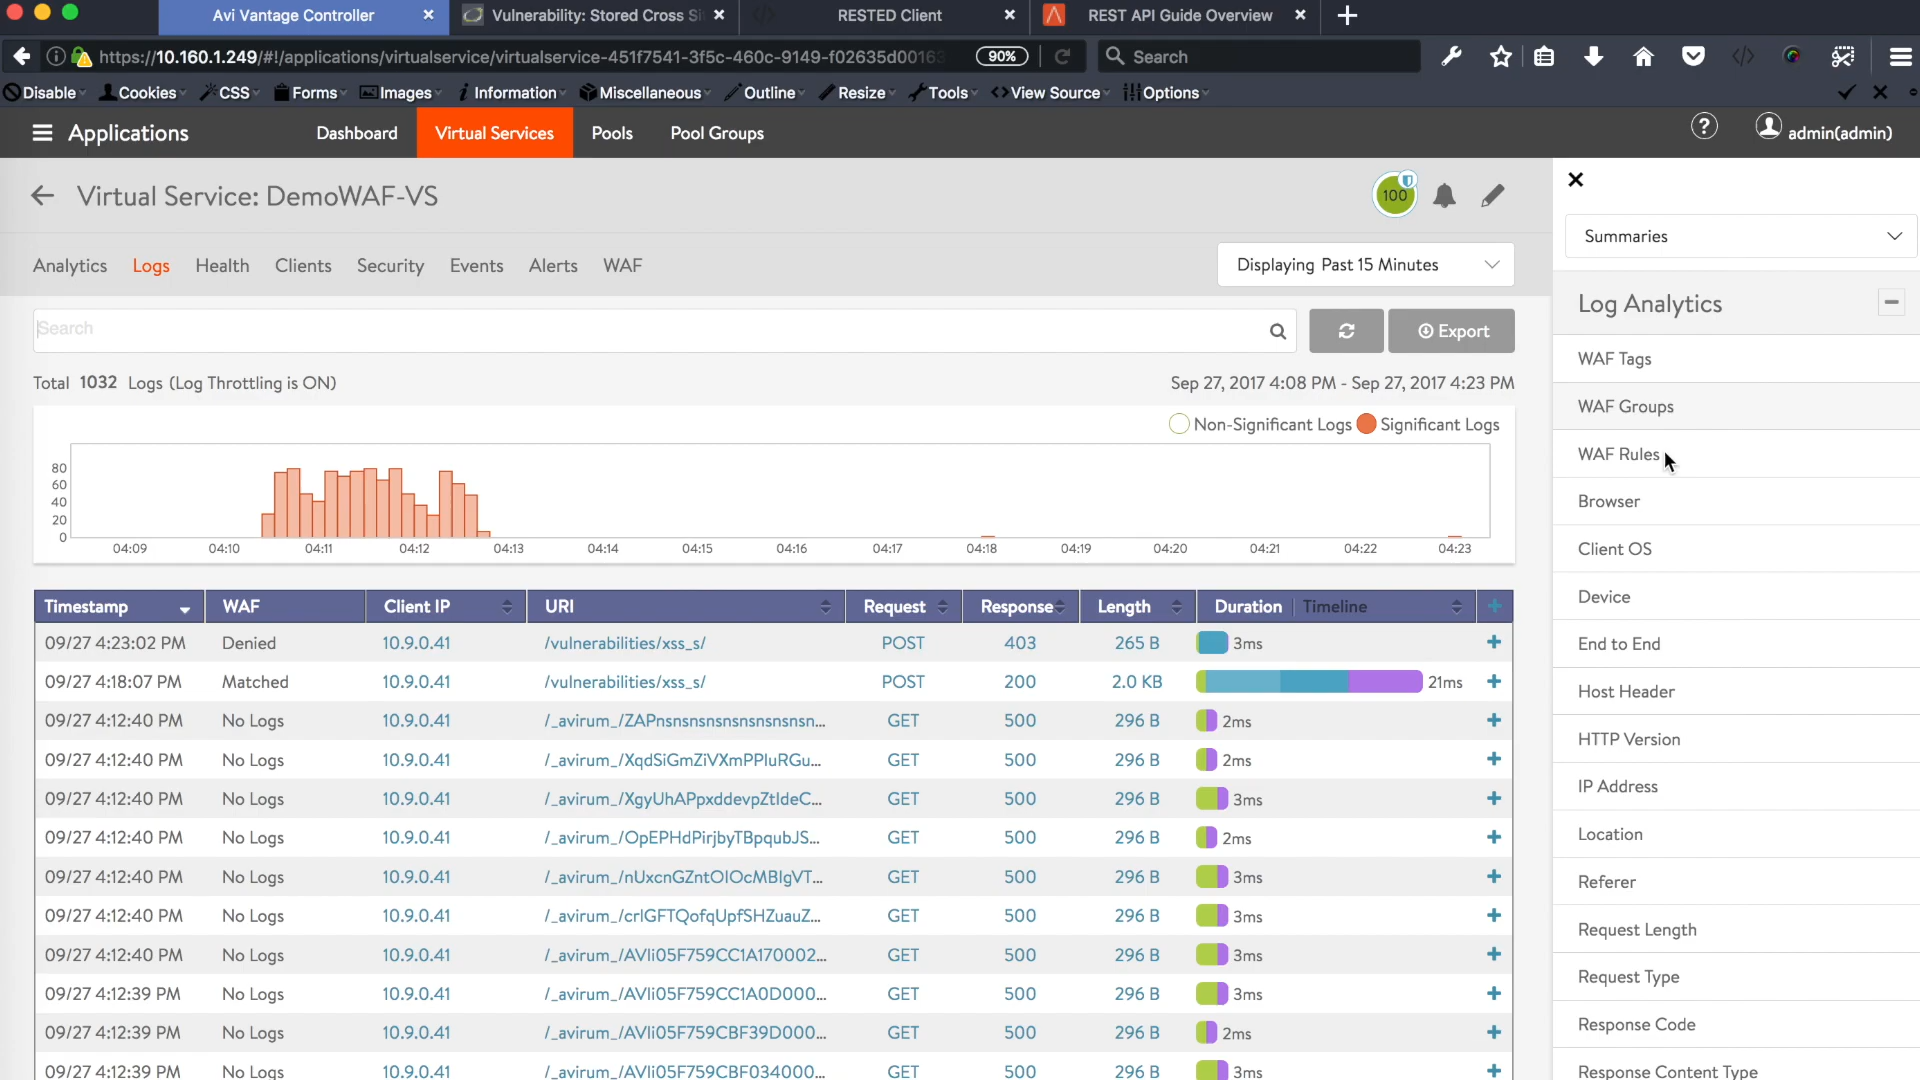 Avi Vantage Controller
Vulnerability: Stored Cross Si
RESTED Client
REST API Guide Overview
https://10.160.1.249/#!/applications/virtualservice/virtualservice-451f7541-3f5c-460c-9149-f02635d00163
90%
Search
Disable Cookies CSS Forms Images Information Miscellaneous Outline Resize Tools View Source Options
Applications
Dashboard Virtual Services Pools Pool Groups
admin(admin)
Virtual Service: DemoWAF-VS
100
Analytics Logs Health Clients Security Events Alerts WAF
Displaying Past 15 Minutes
Search
Export
Total 1032 Logs (Log Throttling is ON)
Sep 27, 2017 4:08 PM - Sep 27, 2017 4:23 PM
Non-Significant Logs Significant Logs
80
60
40
20
0
04:09 04:10 04:11 04:12 04:13 04:14 04:15 04:16 04:17 04:18 04:19 04:20 04:21 04:22 04:23
Timestamp WAF Client IP URI Request Response Length Duration Timeline
09/27 4:23:02 PM Denied 10.9.0.41 /vulnerabilities/xss_s/ POST 403 265 B 3ms
09/27 4:18:07 PM Matched 10.9.0.41 /vulnerabilities/xss_s/ POST 200 2.0 KB 21ms
09/27 4:12:40 PM No Logs 10.9.0.41 /_avirum_/ZAPnsnsnsnsnsnsnsnsn... GET 500 296 B 2ms
09/27 4:12:40 PM No Logs 10.9.0.41 /_avirum_/XqdSiGmZiVXmPPluRGu... GET 500 296 B 2ms
09/27 4:12:40 PM No Logs 10.9.0.41 /_avirum_/XgyUhAPpxddevpZtldeC... GET 500 296 B 3ms
09/27 4:12:40 PM No Logs 10.9.0.41 /_avirum_/OpEPHdPirjbyTBpqubJS... GET 500 296 B 2ms
09/27 4:12:40 PM No Logs 10.9.0.41 /_avirum_/nUxcnGZntOIOcMBIgVT... GET 500 296 B 3ms
09/27 4:12:40 PM No Logs 10.9.0.41 /_avirum_/crIGFTQofqUpfSHZuauZ... GET 500 296 B 3ms
09/27 4:12:40 PM No Logs 10.9.0.41 /_avirum_/AVIi05F759CC1A170002... GET 500 296 B 3ms
09/27 4:12:39 PM No Logs 10.9.0.41 /_avirum_/AVIi05F759CC1A0D000... GET 500 296 B 3ms
09/27 4:12:39 PM No Logs 10.9.0.41 /_avirum_/AVIi05F759CBF39D000... GET 500 296 B 2ms
09/27 4:12:39 PM No Logs 10.9.0.41 /_avirum_/AVIi05F759CBF034000... GET 500 296 B 3ms
Summaries
Log Analytics
WAF Tags
WAF Groups
WAF Rules
Browser
Client OS
Device
End to End
Host Header
HTTP Version
IP Address
Location
Referer
Request Length
Request Type
Response Code
Response Content Type